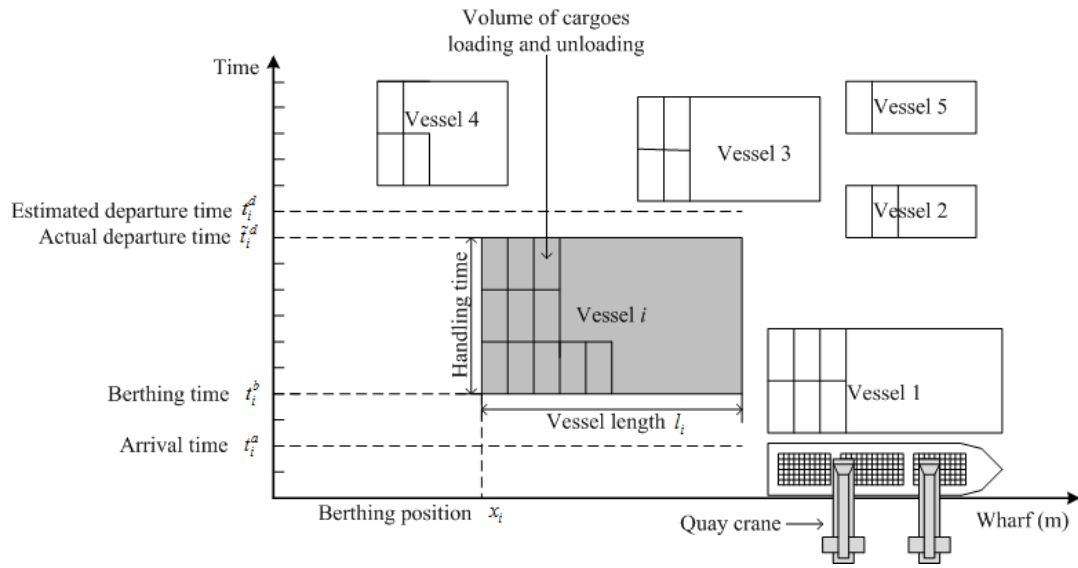 Volume of cargoes
loading and unloading
Time
Vessel 4
Vessel 5
Vessel 3
Vessel 2
Estimated departure time t_i^d
Actual departure time t̃_i^d
Handling time
Vessel i
Vessel 1
Berthing time t_i^b
Vessel length l_i
Arrival time t_i^a
Berthing position x_i
Quay crane
Wharf (m)